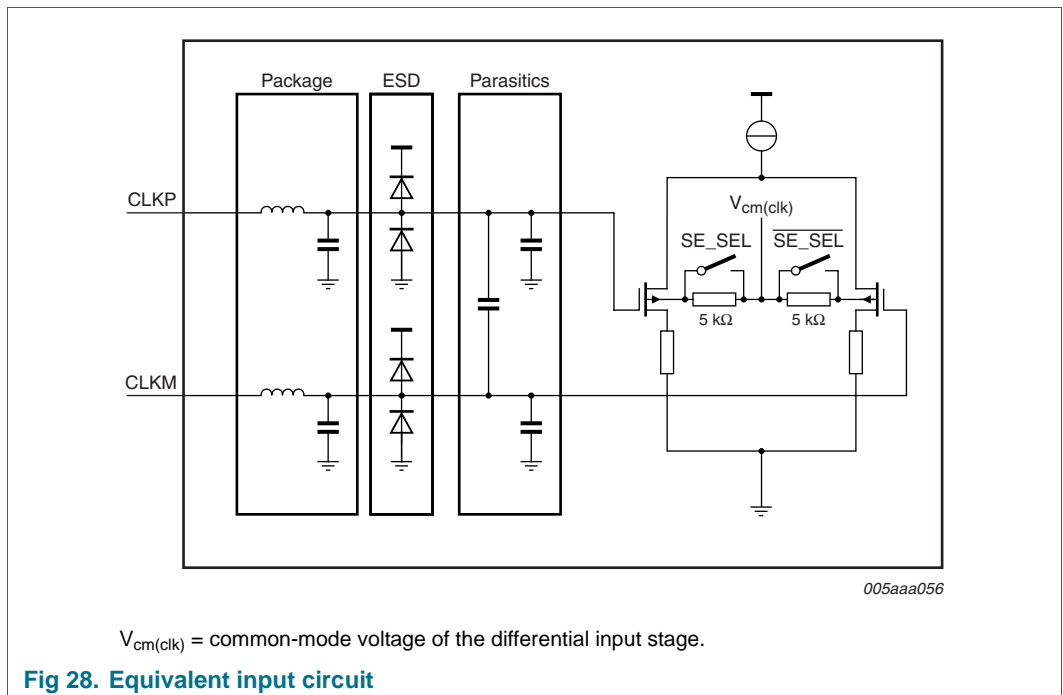 Package ESD Parasitics
CLKP
V_cm(clk)
SE_SEL S̅E̅_̅S̅E̅L̅
5 kΩ 5 kΩ
CLKM
005aaa056
V_cm(clk) = common-mode voltage of the differential input stage.
Fig 28. Equivalent input circuit